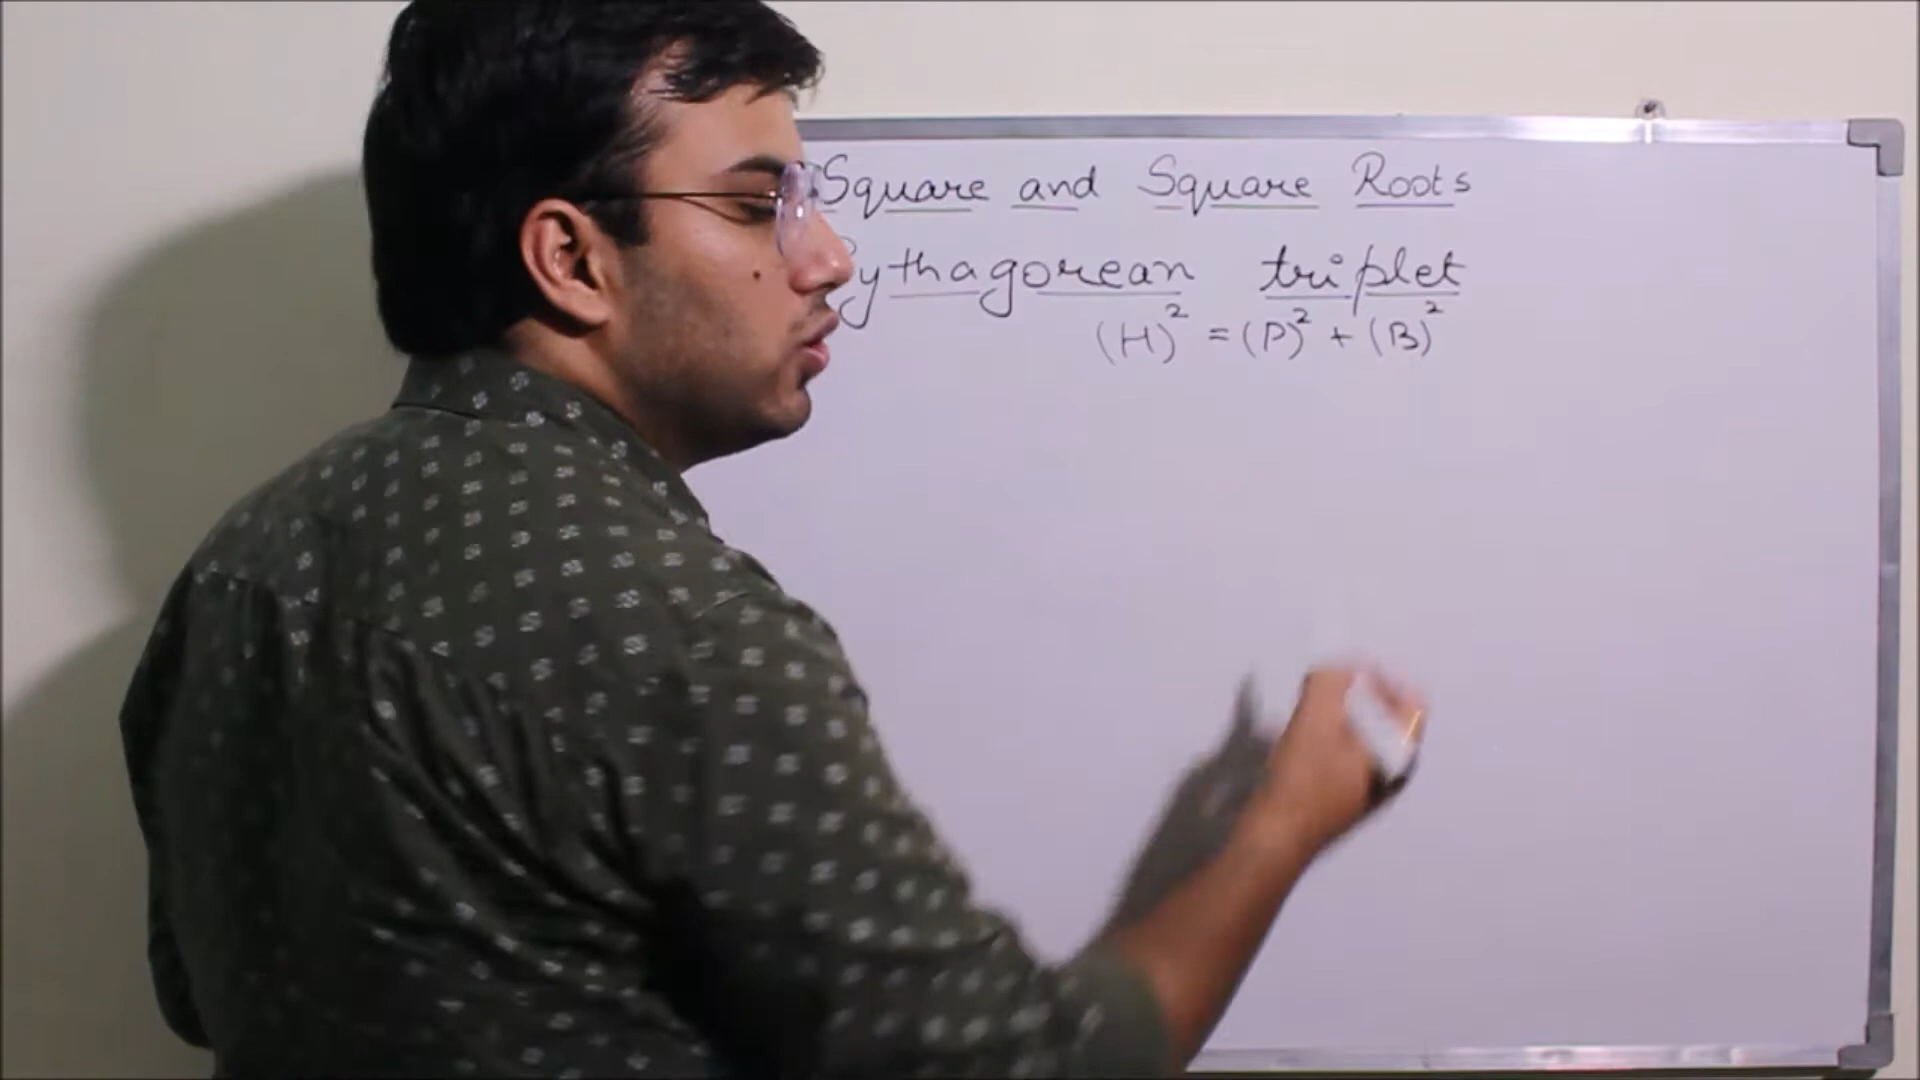 Square and Square Roots
Pythagorean triplet
(H)² = (P)² + (B)²